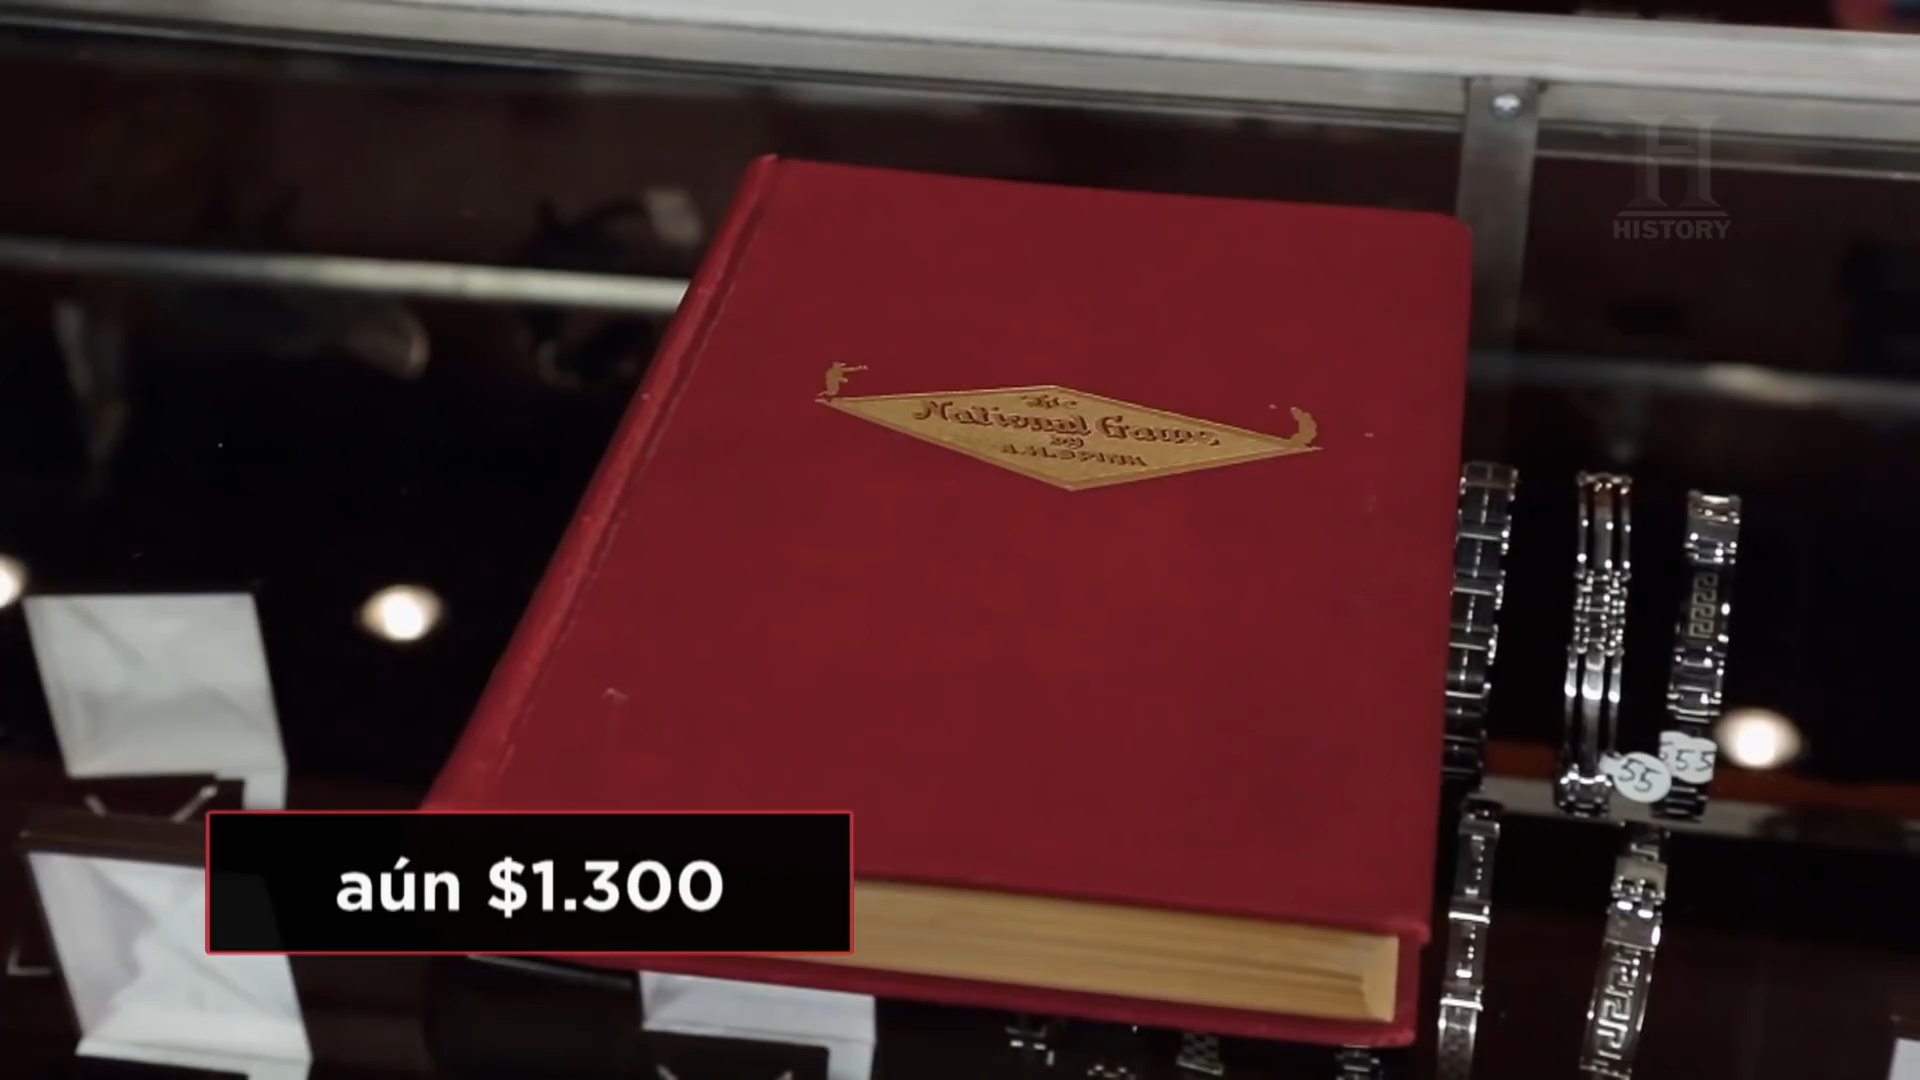 H
HISTORY
The
National Game
by
A.H. SPINK
55
55
aún $1.300